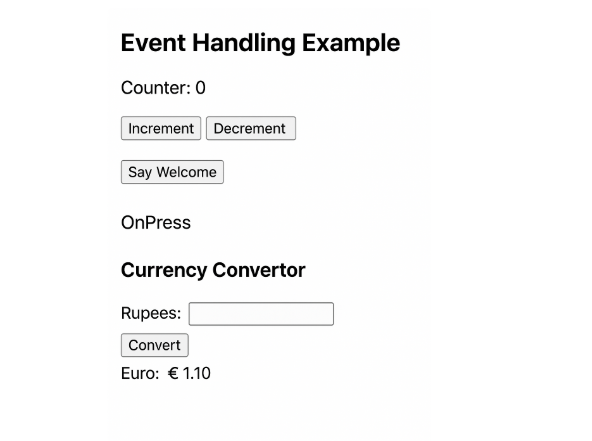 Event Handling Example
Counter: 0
Increment Decrement
Say Welcome
OnPress
Currency Convertor
Rupees:
Convert
Euro: € 1.10